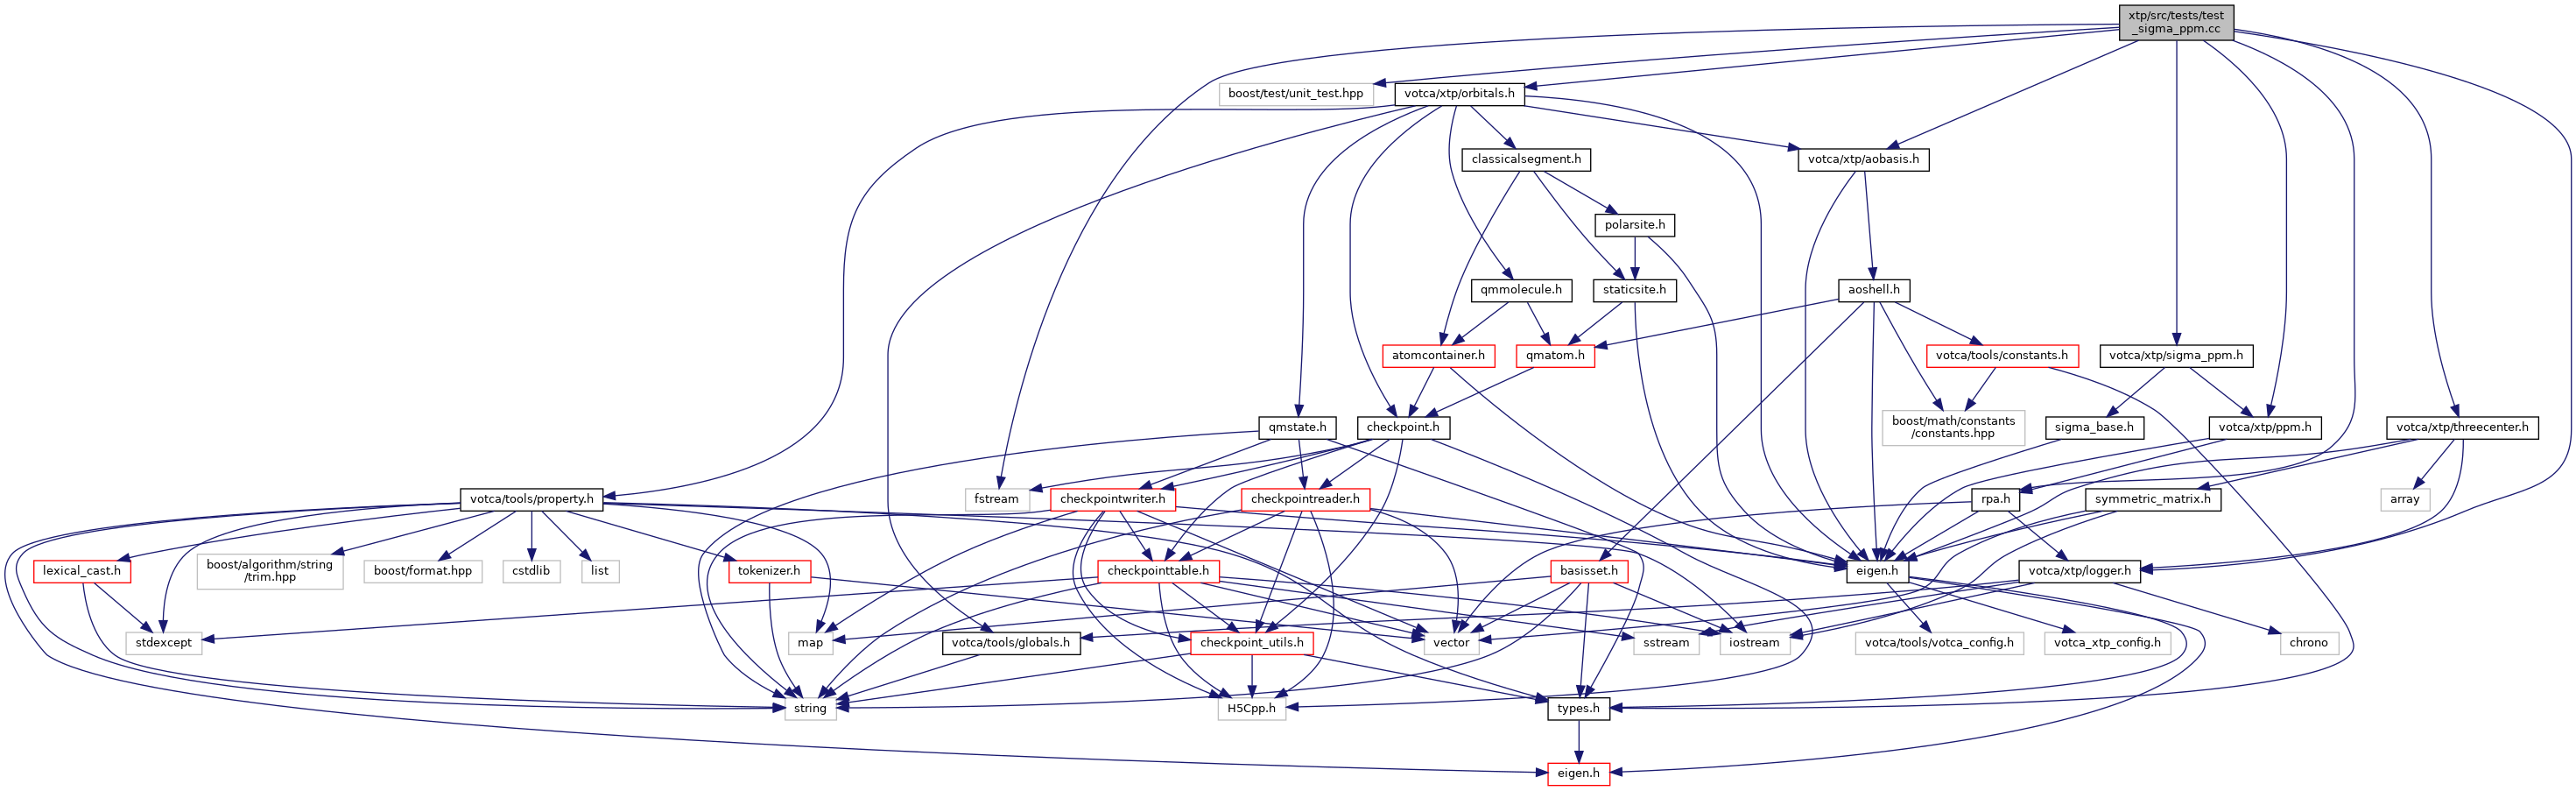 xtp/src/tests/test
_sigma_ppm.cc
boost/test/unit_test.hpp
votca/xtp/orbitals.h
classicalsegment.h
votca/xtp/aobasis.h
polarsite.h
qmmolecule.h
staticsite.h
aoshell.h
atomcontainer.h
qmatom.h
votca/tools/constants.h
votca/xtp/sigma_ppm.h
qmstate.h
checkpoint.h
boost/math/constants
/constants.hpp
sigma_base.h
votca/xtp/ppm.h
votca/xtp/threecenter.h
votca/tools/property.h
fstream
checkpointwriter.h
checkpointreader.h
rpa.h
symmetric_matrix.h
array
lexical_cast.h
boost/algorithm/string
/trim.hpp
boost/format.hpp
cstdlib
list
tokenizer.h
checkpointtable.h
basisset.h
eigen.h
votca/xtp/logger.h
stdexcept
map
votca/tools/globals.h
checkpoint_utils.h
vector
sstream
iostream
votca/tools/votca_config.h
votca_xtp_config.h
chrono
string
H5Cpp.h
types.h
eigen.h